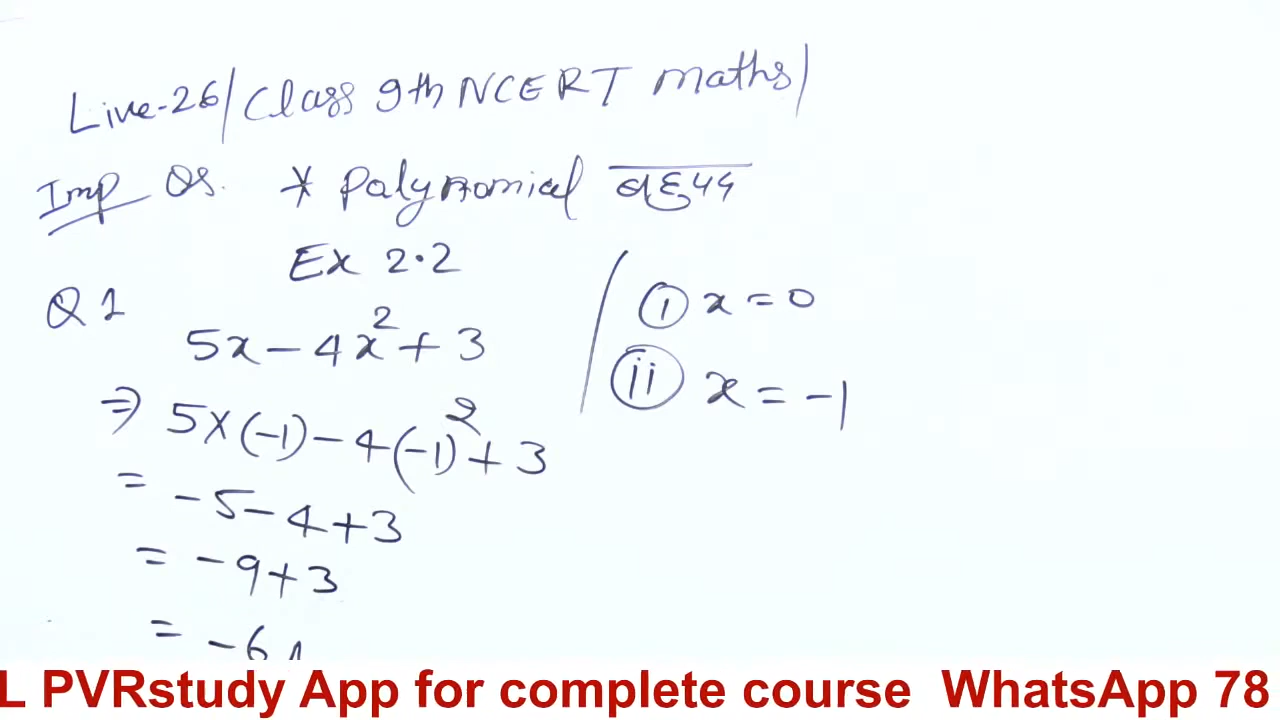 Live-26/Class 9th NCERT maths/
Imp Qs. * Polynomial बहुपद
Ex 2.2
Q 1
5x - 4x² + 3
(i) x = 0
(ii) x = -1
⇒ 5×(-1) - 4(-1)² + 3
= -5 - 4 + 3
= -9 + 3
= -6
L PVRstudy App for complete course WhatsApp 78